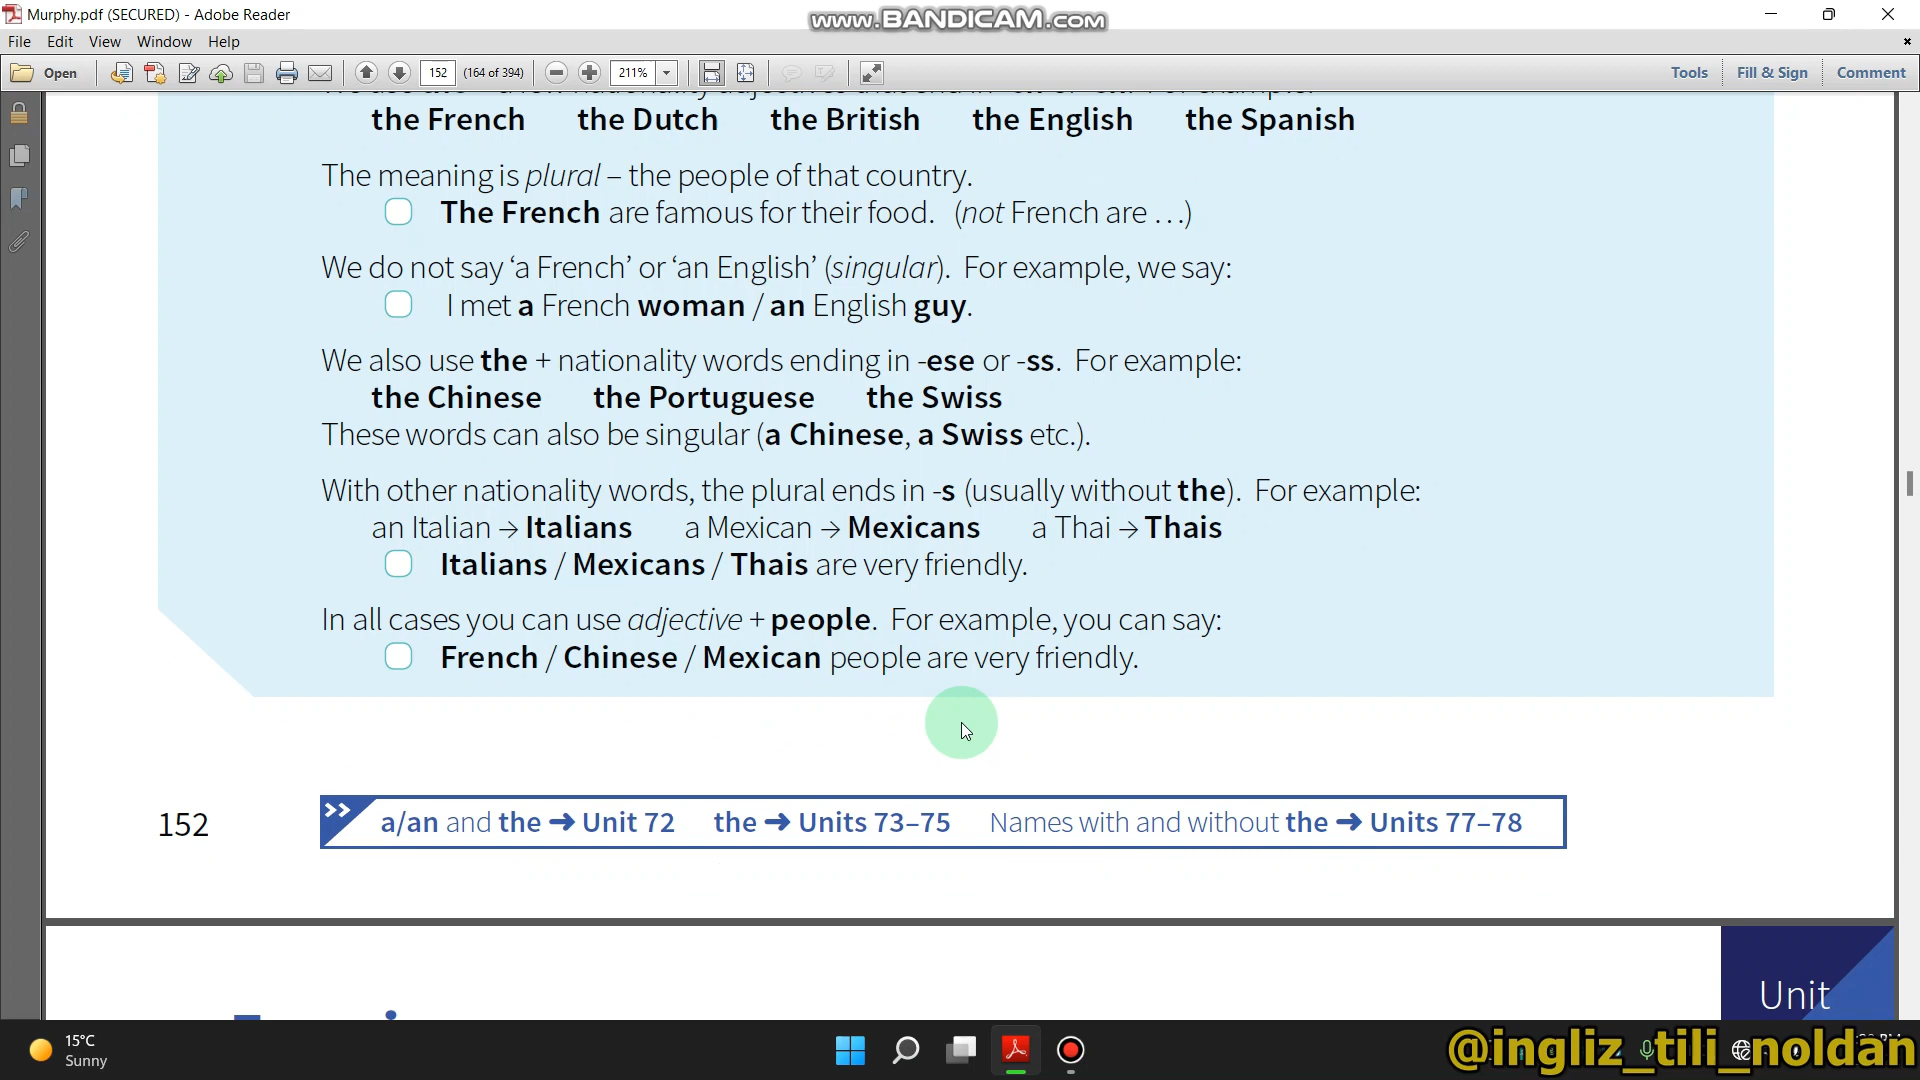 Murphy.pdf (SECURED) - Adobe Reader
www.BANDICAM.com
File Edit View Window Help
Open 152 (164 of 394) 211% Tools Fill & Sign Comment
the French the Dutch the British the English the Spanish
The meaning is plural – the people of that country.
The French are famous for their food. (not French are …)
We do not say ‘a French’ or ‘an English’ (singular). For example, we say:
I met a French woman / an English guy.
We also use the + nationality words ending in -ese or -ss. For example:
the Chinese the Portuguese the Swiss
These words can also be singular (a Chinese, a Swiss etc.).
With other nationality words, the plural ends in -s (usually without the). For example:
an Italian → Italians a Mexican → Mexicans a Thai → Thais
Italians / Mexicans / Thais are very friendly.
In all cases you can use adjective + people. For example, you can say:
French / Chinese / Mexican people are very friendly.
152 >> a/an and the ➜ Unit 72 the ➜ Units 73–75 Names with and without the ➜ Units 77–78
Unit
15°C
Sunny
@ingliz_tili_noldan